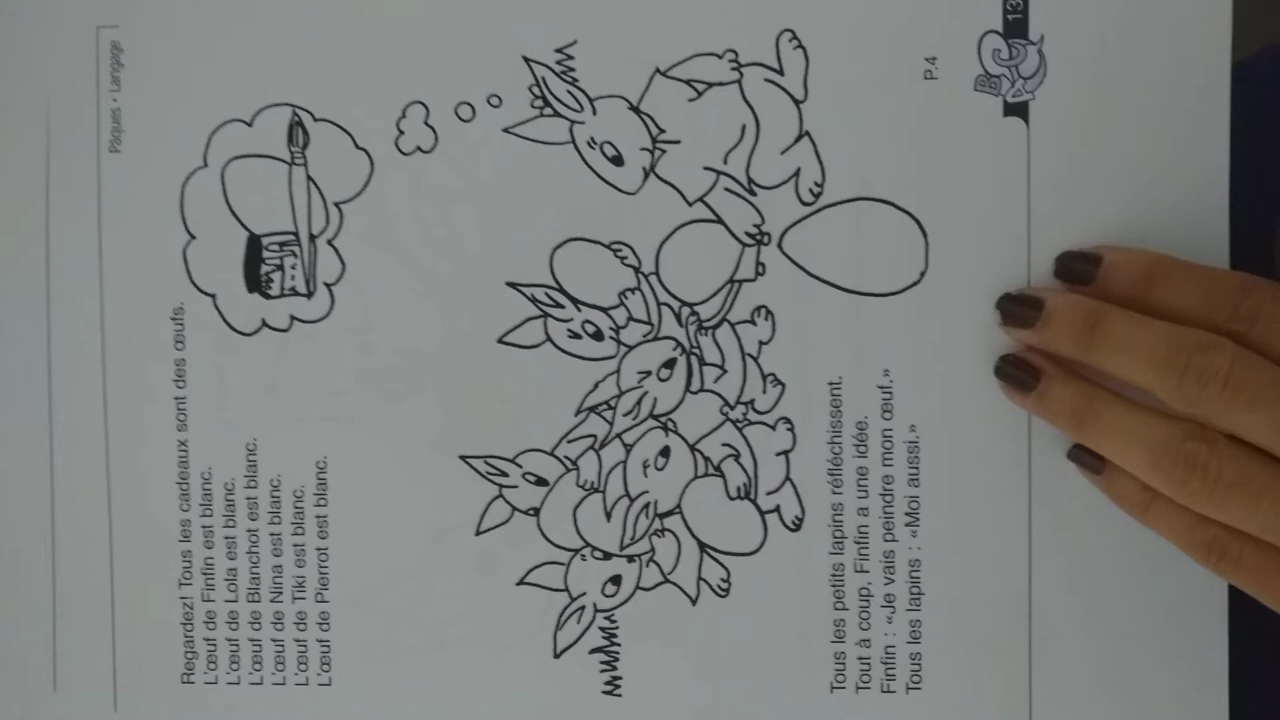 Pâques • Langage
Regardez! Tous les cadeaux sont des œufs.
L'œuf de Finfin est blanc.
L'œuf de Lola est blanc.
L'œuf de Blanchot est blanc.
L'œuf de Nina est blanc.
L'œuf de Tiki est blanc.
L'œuf de Pierrot est blanc.
Tous les petits lapins réfléchissent.
Tout à coup, Finfin a une idée.
Finfin : «Je vais peindre mon œuf.»
Tous les lapins : «Moi aussi.»
P.4
B C A
13